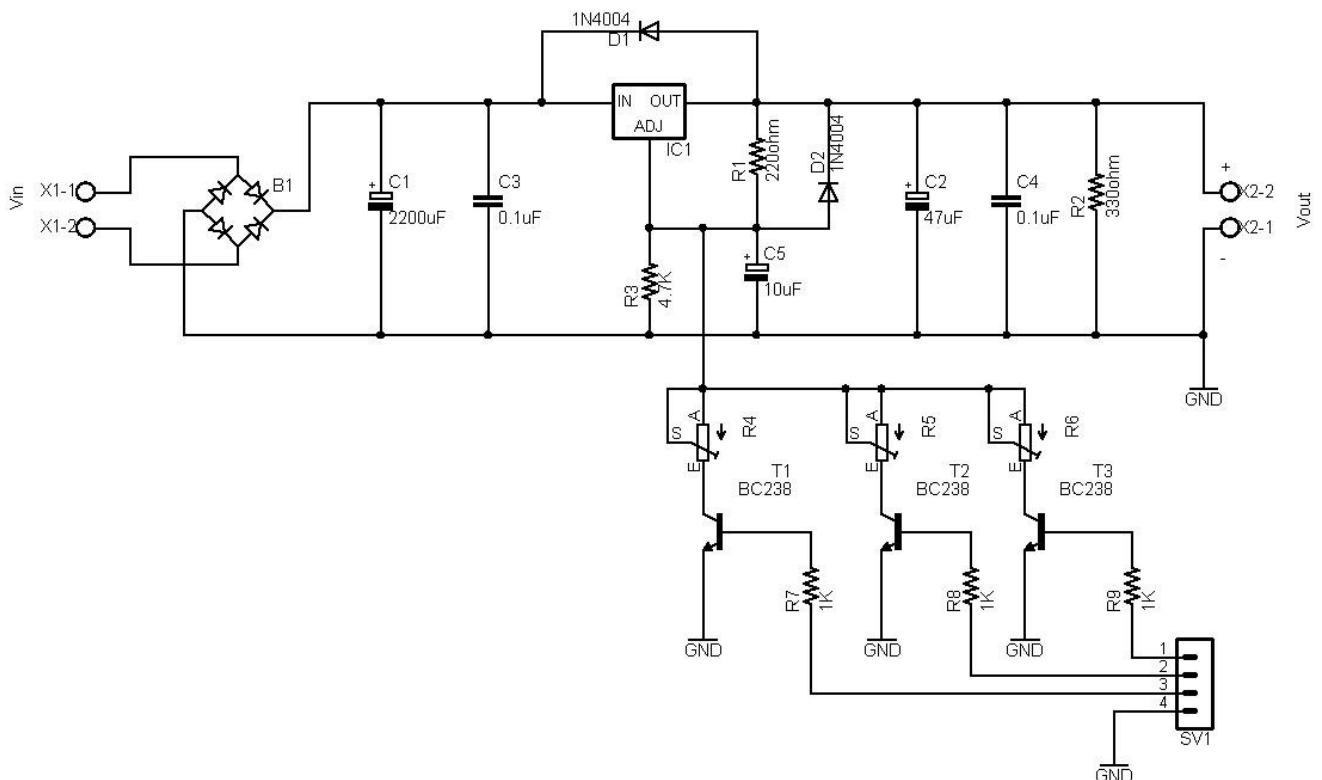 1N4004
D1
IN OUT
ADJ
IC1
R1
220ohm
D2
1N4004
Vin
X1-1
X1-2
B1
+
C1
2200uF
C3
0.1uF
+
C2
47uF
C4
0.1uF
R2
330ohm
+
X2-2
X2-1
-
Vout
R3
4.7K
+
C5
10uF
GND
A
S
E
R4
A
S
E
R5
A
S
E
R6
T1
BC238
T2
BC238
T3
BC238
R7
1K
R8
1K
R9
1K
GND
GND
GND
1
2
3
4
SV1
GND